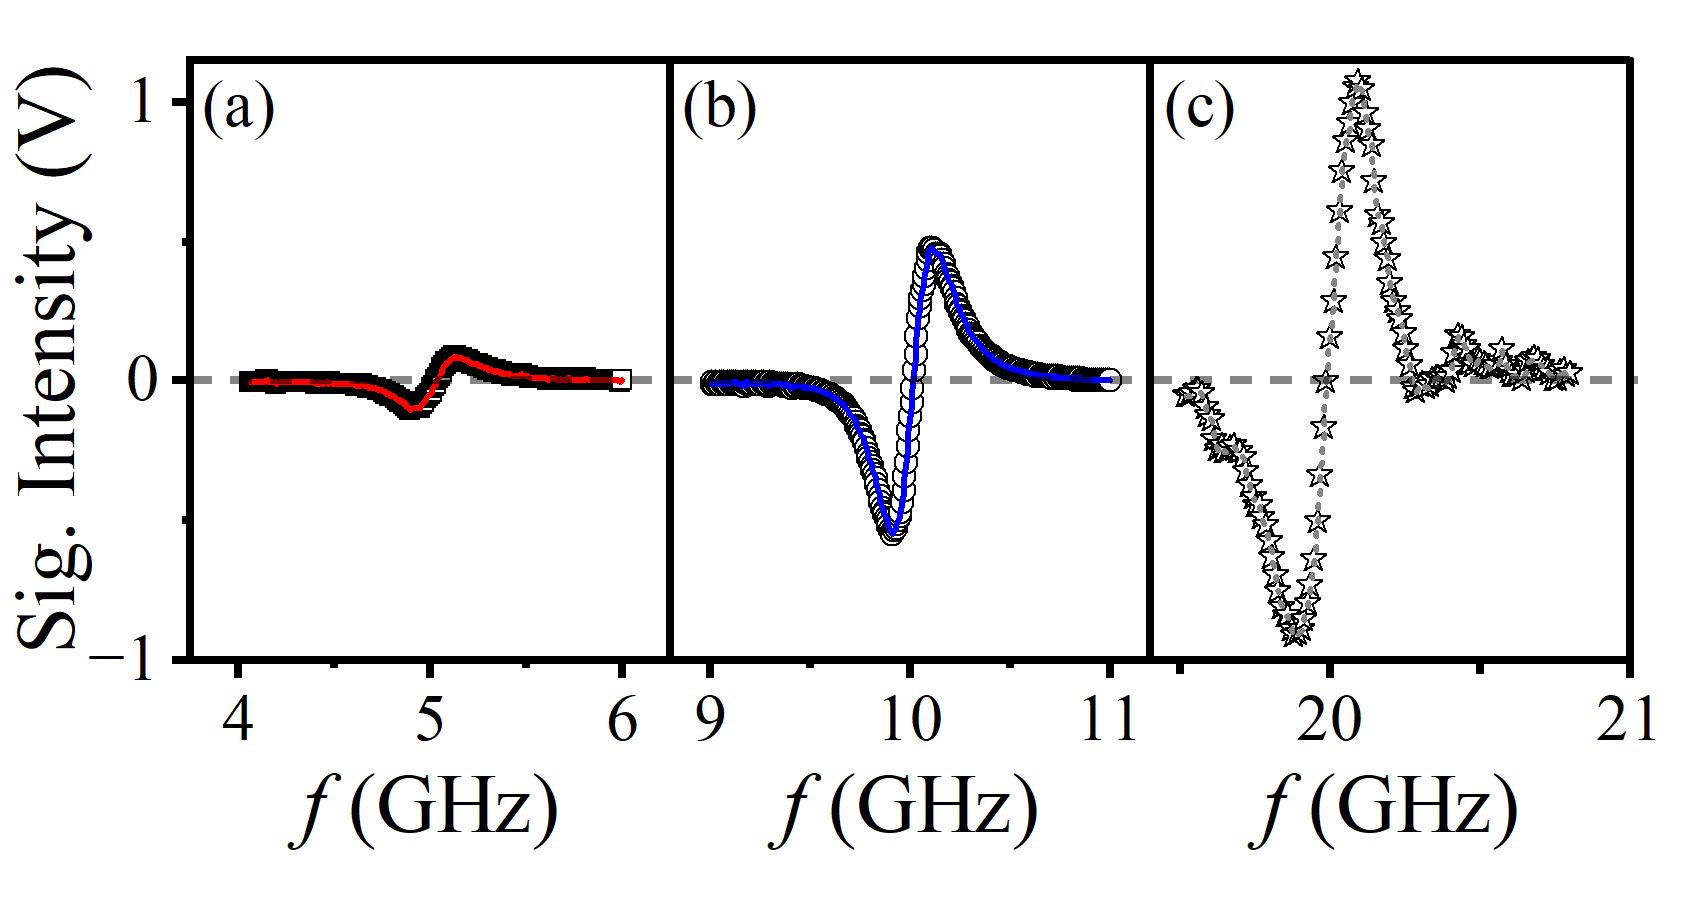 Sig. Intensity (V)
1
0
−1
(a)
(b)
(c)
4 5 6
9 10 11
20 21
f (GHz)
f (GHz)
f (GHz)